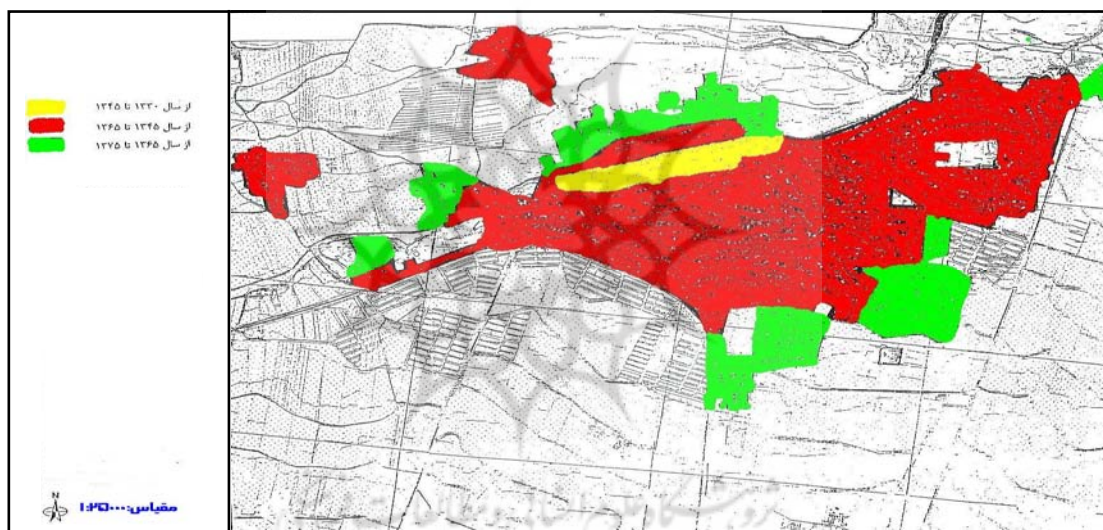 از سال ۱۳۳۰ تا ۱۳۴۵
از سال ۱۳۴۵ تا ۱۳۶۵
از سال ۱۳۶۵ تا ۱۳۷۵
N
مقیاس: ۱:۲۵۰۰۰